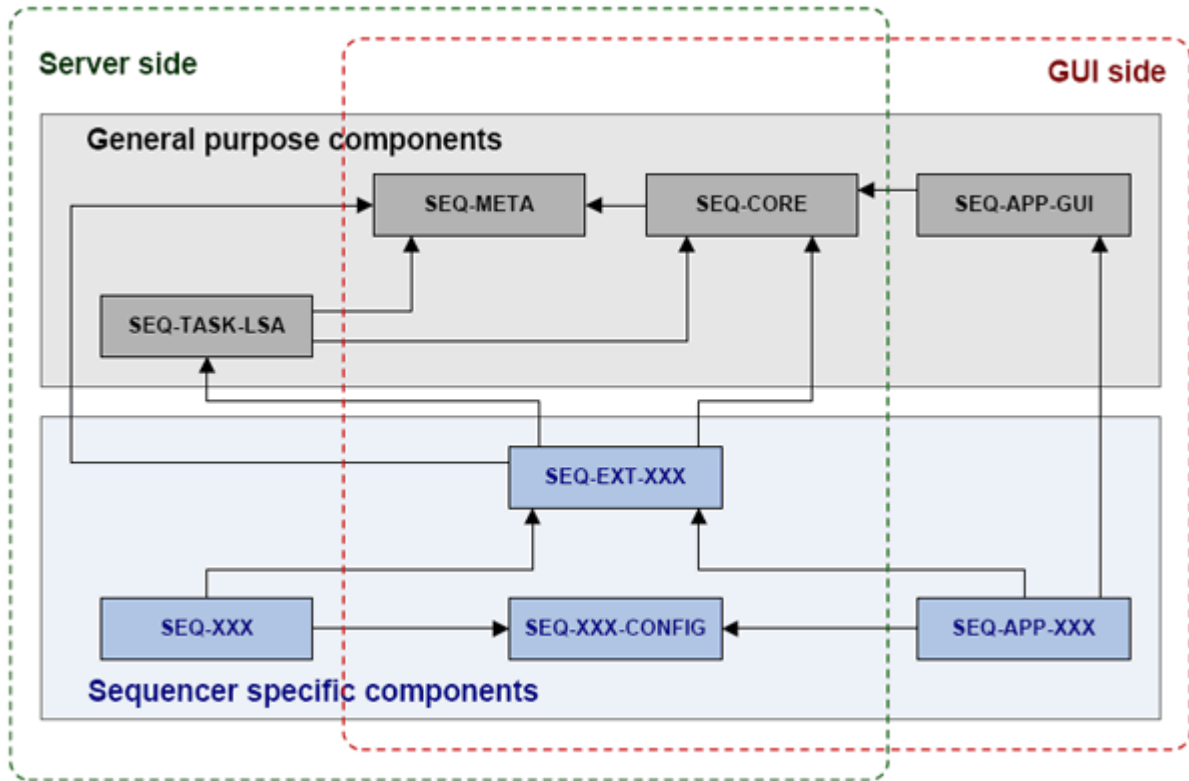 Server side
GUI side
General purpose components
SEQ-META
SEQ-CORE
SEQ-APP-GUI
SEQ-TASK-LSA
SEQ-EXT-XXX
SEQ-XXX
SEQ-XXX-CONFIG
SEQ-APP-XXX
Sequencer specific components